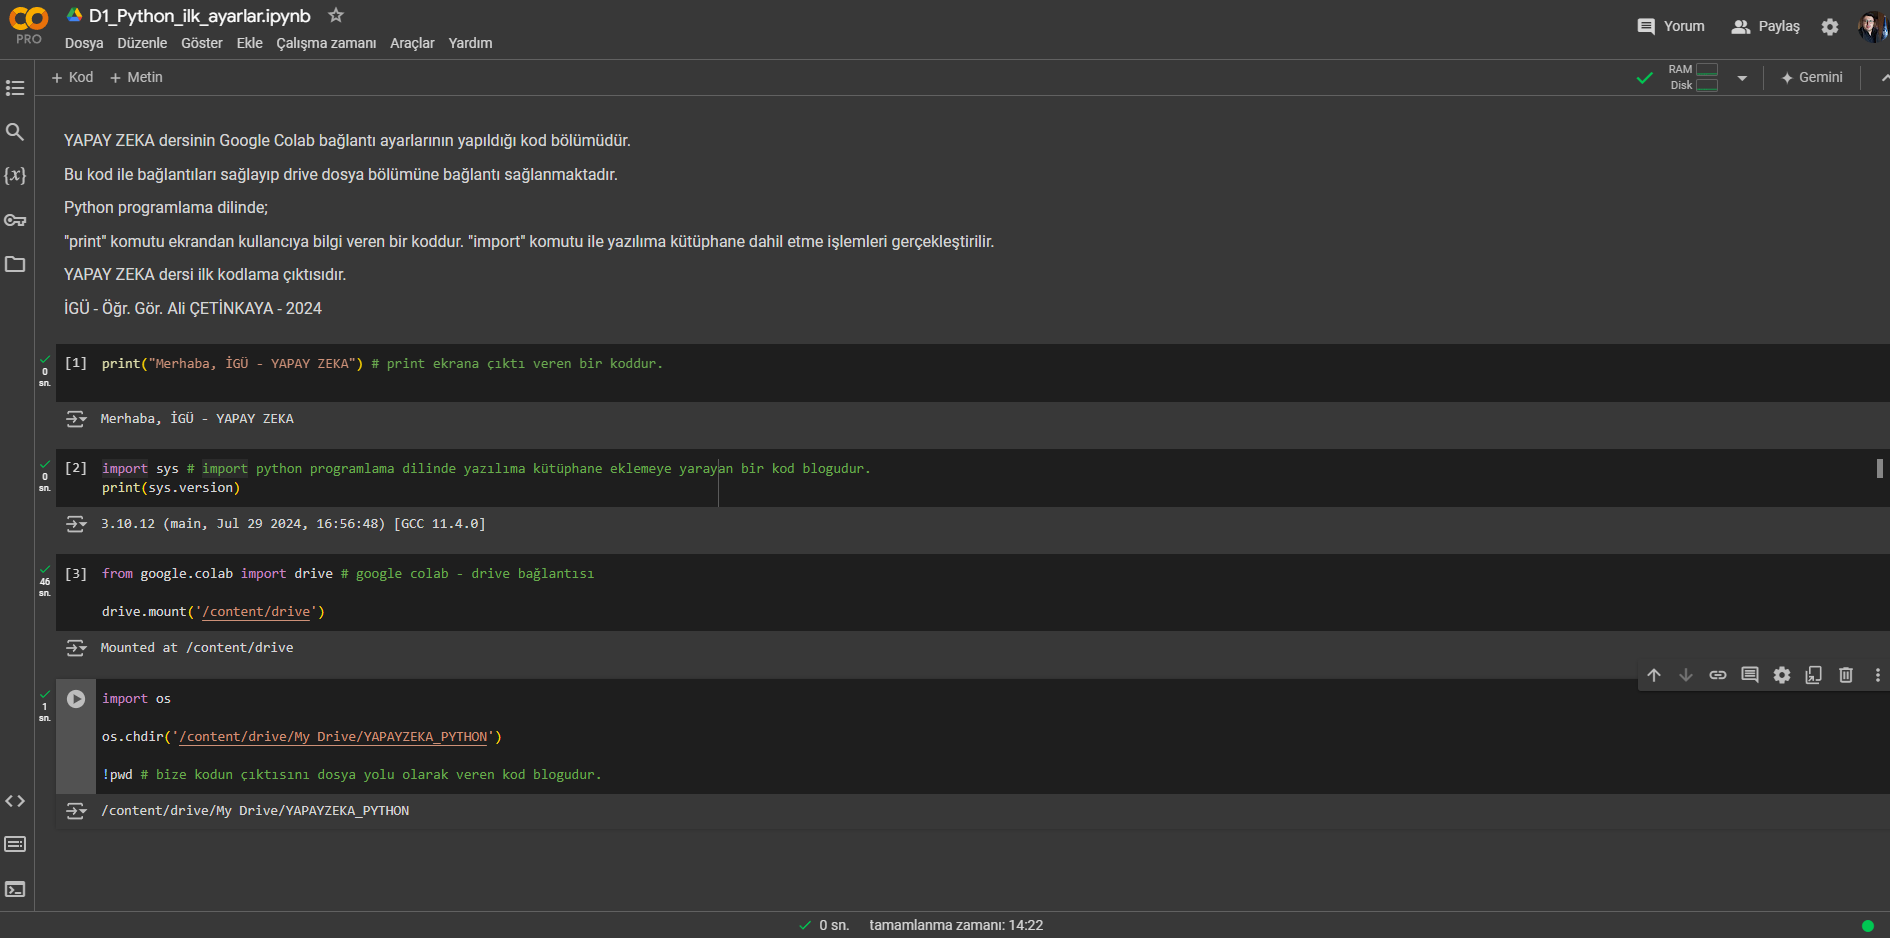 D1_Python_ilk_ayarlar.ipynb
PRO
Dosya Düzenle Göster Ekle Çalışma zamanı Araçlar Yardım
Yorum Paylaş
+ Kod + Metin
RAM
Disk
Gemini
YAPAY ZEKA dersinin Google Colab bağlantı ayarlarının yapıldığı kod bölümüdür.
Bu kod ile bağlantıları sağlayıp drive dosya bölümüne bağlantı sağlanmaktadır.
Python programlama dilinde;
"print" komutu ekrandan kullancıya bilgi veren bir koddur. "import" komutu ile yazılıma kütüphane dahil etme işlemleri gerçekleştirilir.
YAPAY ZEKA dersi ilk kodlama çıktısıdır.
İGÜ - Öğr. Gör. Ali ÇETİNKAYA - 2024
[1] print("Merhaba, İGÜ - YAPAY ZEKA") # print ekrana çıktı veren bir koddur.
0
sn.
Merhaba, İGÜ - YAPAY ZEKA
[2] import sys # import python programlama dilinde yazılıma kütüphane eklemeye yarayan bir kod blogudur.
0
sn.
print(sys.version)
3.10.12 (main, Jul 29 2024, 16:56:48) [GCC 11.4.0]
[3] from google.colab import drive # google colab - drive bağlantısı
46
sn.
drive.mount('/content/drive')
Mounted at /content/drive
import os
1
sn.
os.chdir('/content/drive/My Drive/YAPAYZEKA_PYTHON')
!pwd # bize kodun çıktısını dosya yolu olarak veren kod blogudur.
/content/drive/My Drive/YAPAYZEKA_PYTHON
0 sn. tamamlanma zamanı: 14:22